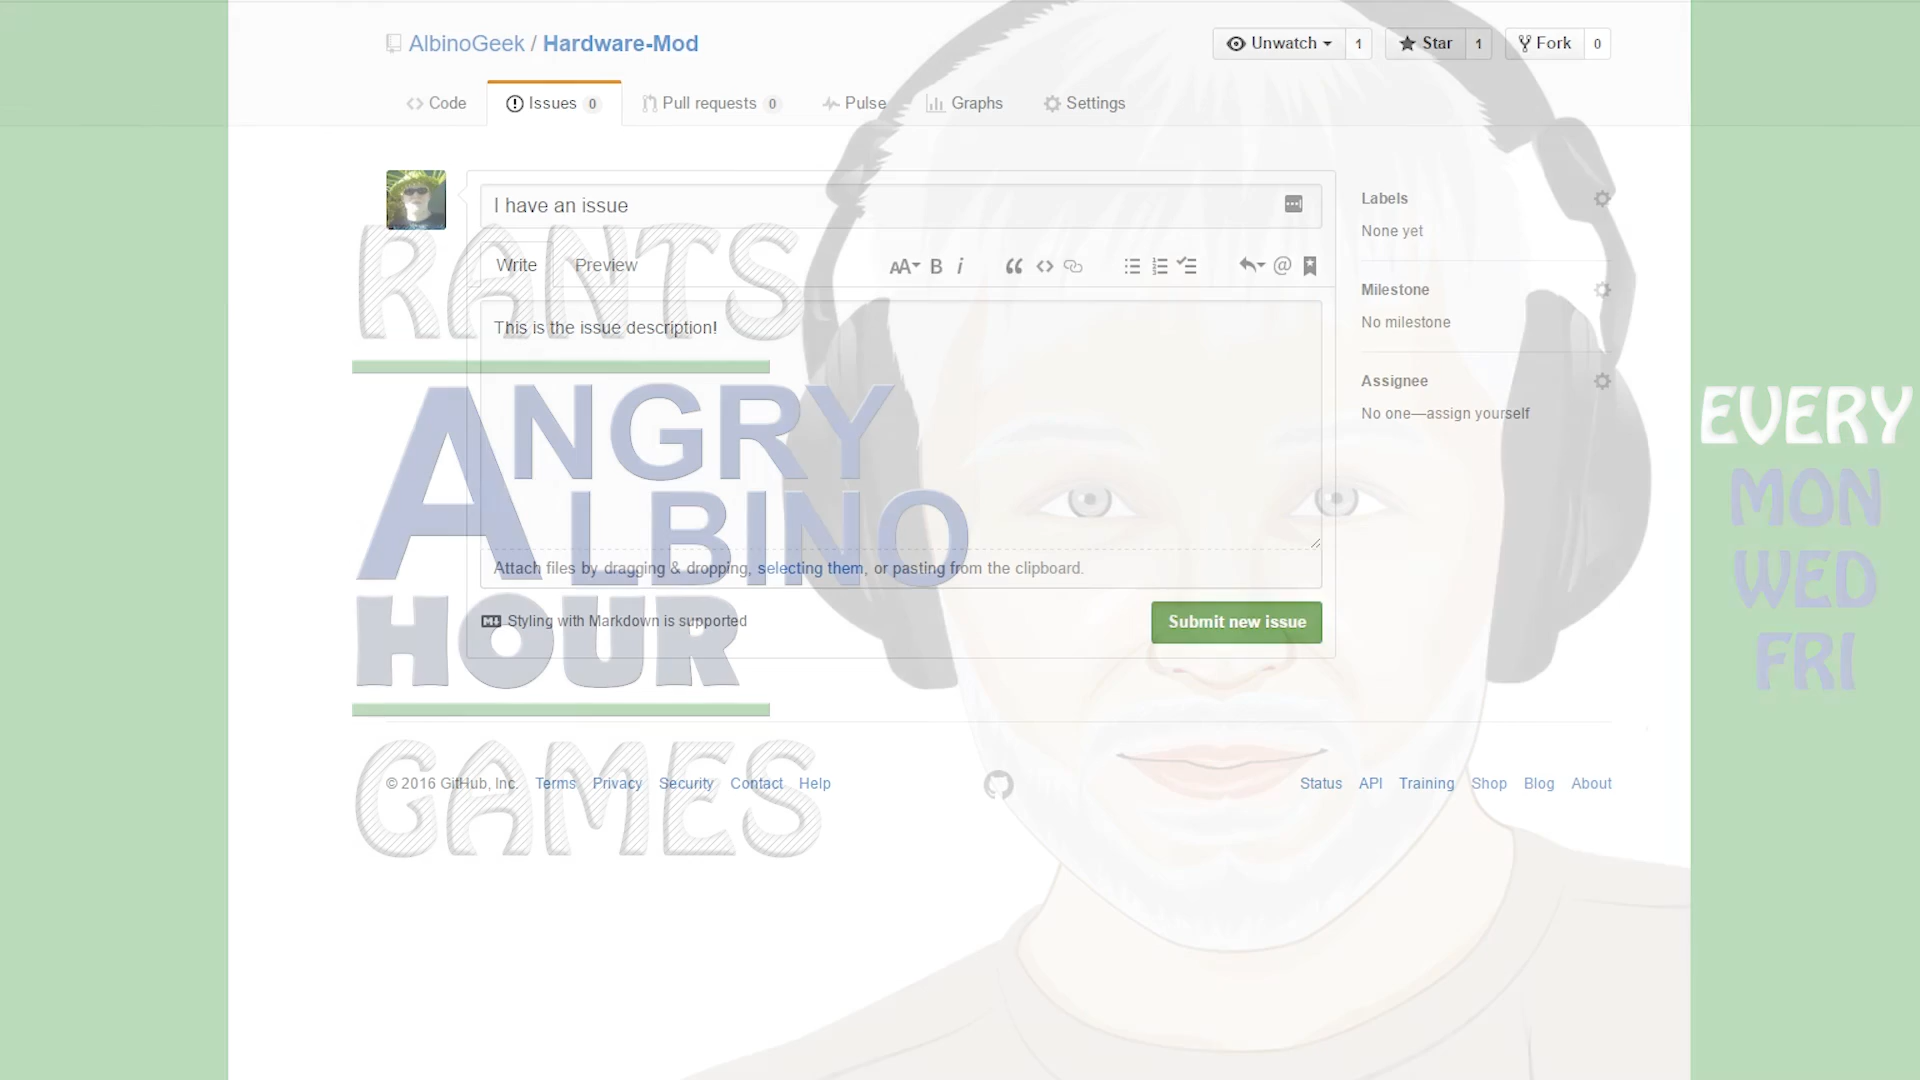 AlbinoGeek / Hardware-Mod
Unwatch 1 Star 1 Fork 0
Code Issues 0 Pull requests 0 Pulse Graphs Settings
I have an issue
Labels
None yet
Write Preview AA B i @
RANTS
Milestone
No milestone
This is the issue description!
Assignee
No one—assign yourself
ANGRY
ALBINO
Attach files by dragging & dropping, selecting them, or pasting from the clipboard.
Styling with Markdown is supported
Submit new issue
HOUR
GAMES
© 2016 GitHub, Inc. Terms Privacy Security Contact Help
Status API Training Shop Blog About
EVERY
MON
WED
FRI